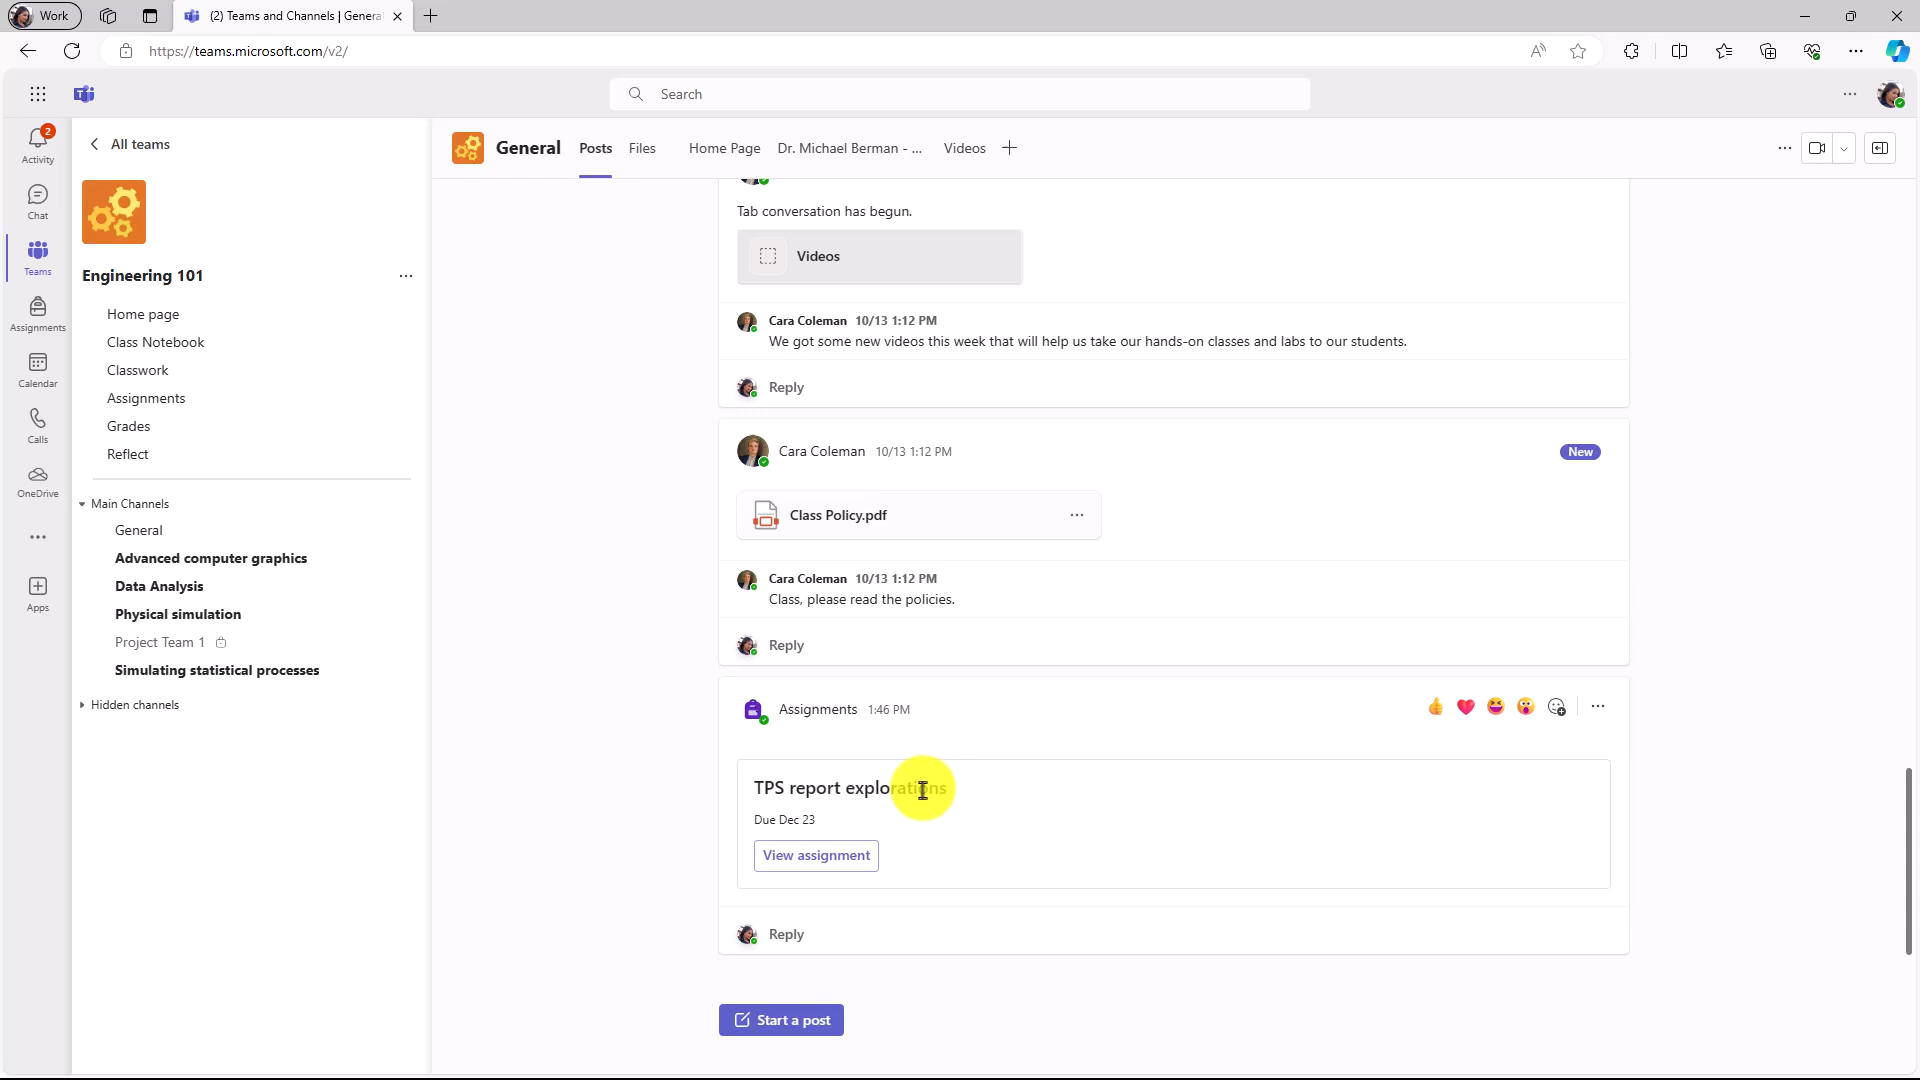 Work
(2) Teams and Channels | Genera
https://teams.microsoft.com/v2/
Search
2
Activity
Chat
Teams
Assignments
Calendar
Calls
OneDrive
Apps
All teams
Engineering 101
Home page
Class Notebook
Classwork
Assignments
Grades
Reflect
Main Channels
General
Advanced computer graphics
Data Analysis
Physical simulation
Project Team 1
Simulating statistical processes
Hidden channels
General Posts Files Home Page Dr. Michael Berman - ... Videos
Tab conversation has begun.
Videos
Cara Coleman 10/13 1:12 PM
We got some new videos this week that will help us take our hands-on classes and labs to our students.
Reply
Cara Coleman 10/13 1:12 PM
New
Class Policy.pdf
Cara Coleman 10/13 1:12 PM
Class, please read the policies.
Reply
Assignments 1:46 PM
TPS report explorations
Due Dec 23
View assignment
Reply
Start a post